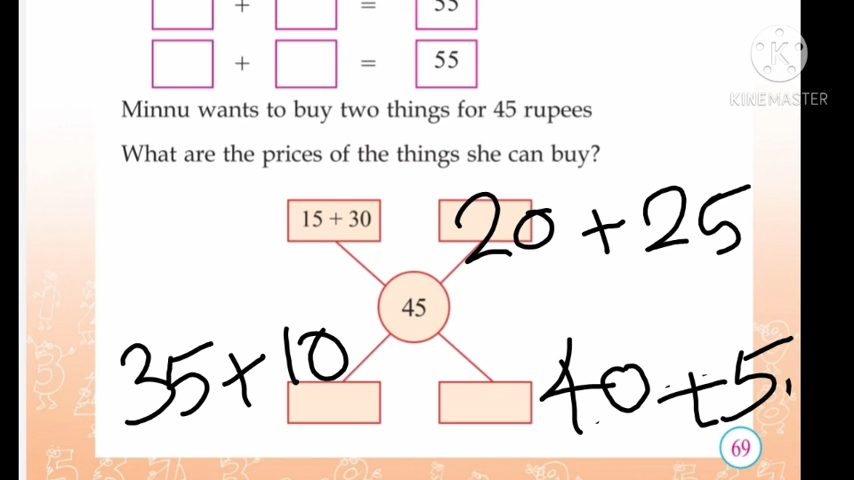 + = 55
+ = 55
K
KINEMASTER
Minnu wants to buy two things for 45 rupees
What are the prices of the things she can buy?
15 + 30
20 + 25
45
35 + 10
40 + 5
69